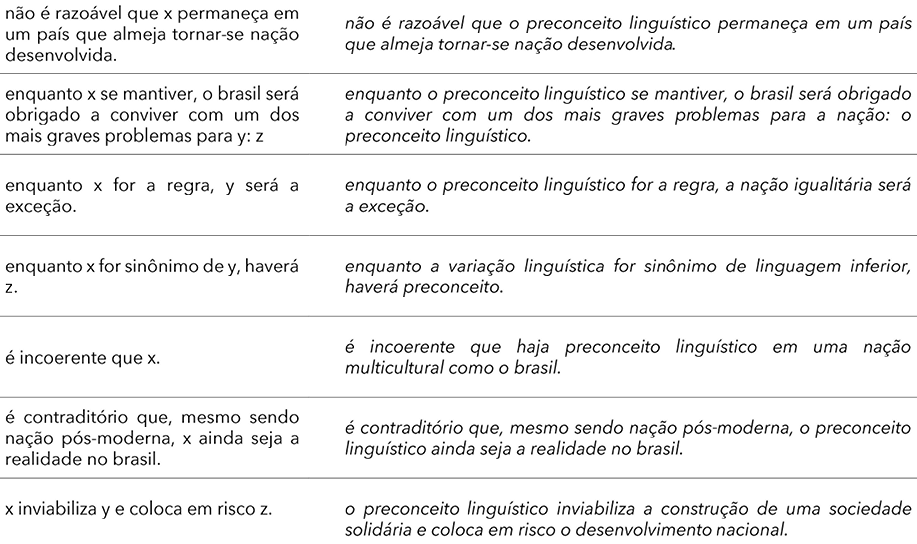 não é razoável que x permaneça em
um país que almeja tornar-se nação
desenvolvida.
não é razoável que o preconceito linguístico permaneça em um país
que almeja tornar-se nação desenvolvida.
enquanto x se mantiver, o brasil será
obrigado a conviver com um dos
mais graves problemas para y: z
enquanto o preconceito linguístico se mantiver, o brasil será obrigado
a conviver com um dos mais graves problemas para a nação: o
preconceito linguístico.
enquanto x for a regra, y será a
exceção.
enquanto o preconceito linguístico for a regra, a nação igualitária será
a exceção.
enquanto x for sinônimo de y, haverá
z.
enquanto a variação linguística for sinônimo de linguagem inferior,
haverá preconceito.
é incoerente que x.
é incoerente que haja preconceito linguístico em uma nação
multicultural como o brasil.
é contraditório que, mesmo sendo
nação pós-moderna, x ainda seja a
realidade no brasil.
é contraditório que, mesmo sendo nação pós-moderna, o preconceito
linguístico ainda seja a realidade no brasil.
x inviabiliza y e coloca em risco z.
o preconceito linguístico inviabiliza a construção de uma sociedade
solidária e coloca em risco o desenvolvimento nacional.